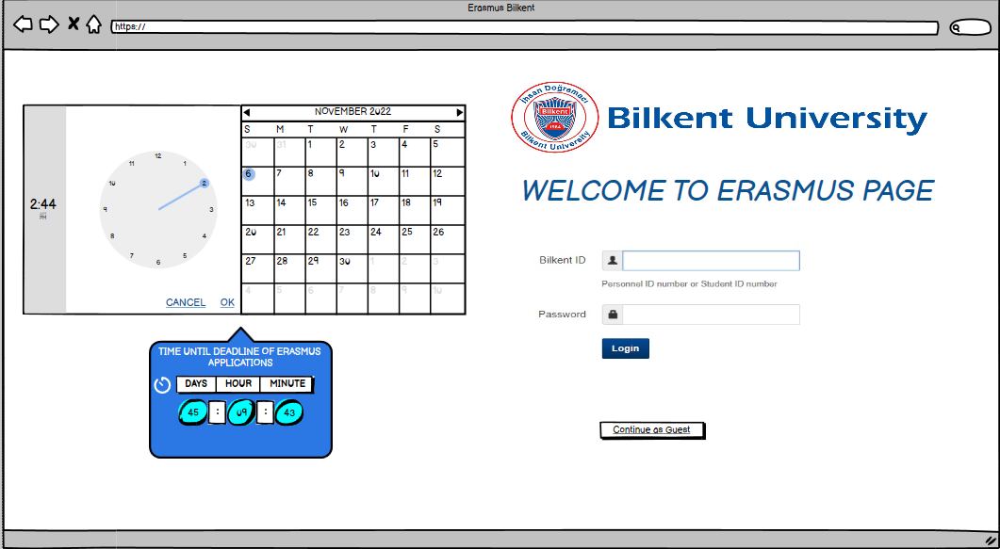 Erasmus Bilkent
https://
2:44
12
11 1
10 2
9 3
8 4
7 5
6
CANCEL OK
NOVEMBER 2022
S M T W T F S
30 31 1 2 3 4 5
6 7 8 9 10 11 12
13 14 15 16 17 18 19
20 21 22 23 24 25 26
27 28 29 30 1 2 3
4 5 6 7 8 9 10
TIME UNTIL DEADLINE OF ERASMUS
APPLICATIONS
DAYS HOUR MINUTE
45 : 09 : 43
İhsan Doğramacı
Bilkent
1984
Bilkent University
Bilkent University
WELCOME TO ERASMUS PAGE
Bilkent ID
Personnel ID number or Student ID number
Password
Login
Continue as Guest